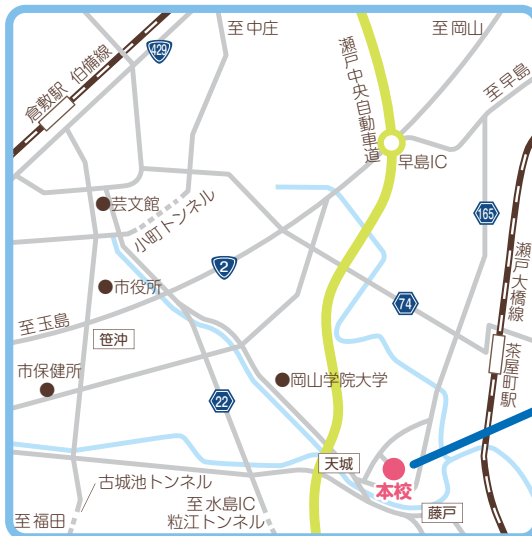 至中庄
至岡山
429
倉敷駅 伯備線
瀬戸中央自動車道
至早島
早島IC
芸文館
小町トンネル
165
2
瀬戸大橋線
市役所
74
至玉島
笹沖
茶屋町駅
市保健所
岡山学院大学
22
天城
本校
古城池トンネル
至水島IC
粒江トンネル
藤戸
至福田